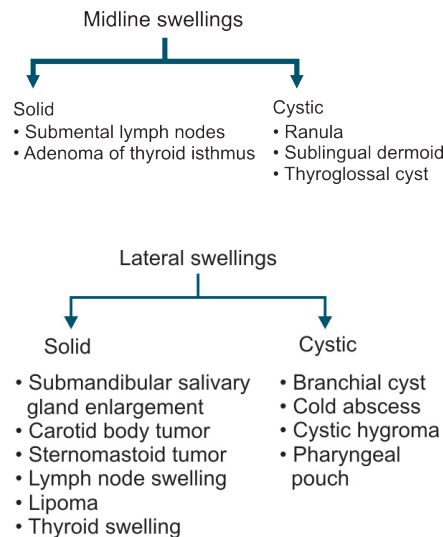 Midline swellings
Solid
• Submental lymph nodes
• Adenoma of thyroid isthmus
Cystic
• Ranula
• Sublingual dermoid
• Thyroglossal cyst
Lateral swellings
Solid
• Submandibular salivary
gland enlargement
• Carotid body tumor
• Sternomastoid tumor
• Lymph node swelling
• Lipoma
• Thyroid swelling
Cystic
• Branchial cyst
• Cold abscess
• Cystic hygroma
• Pharyngeal
pouch